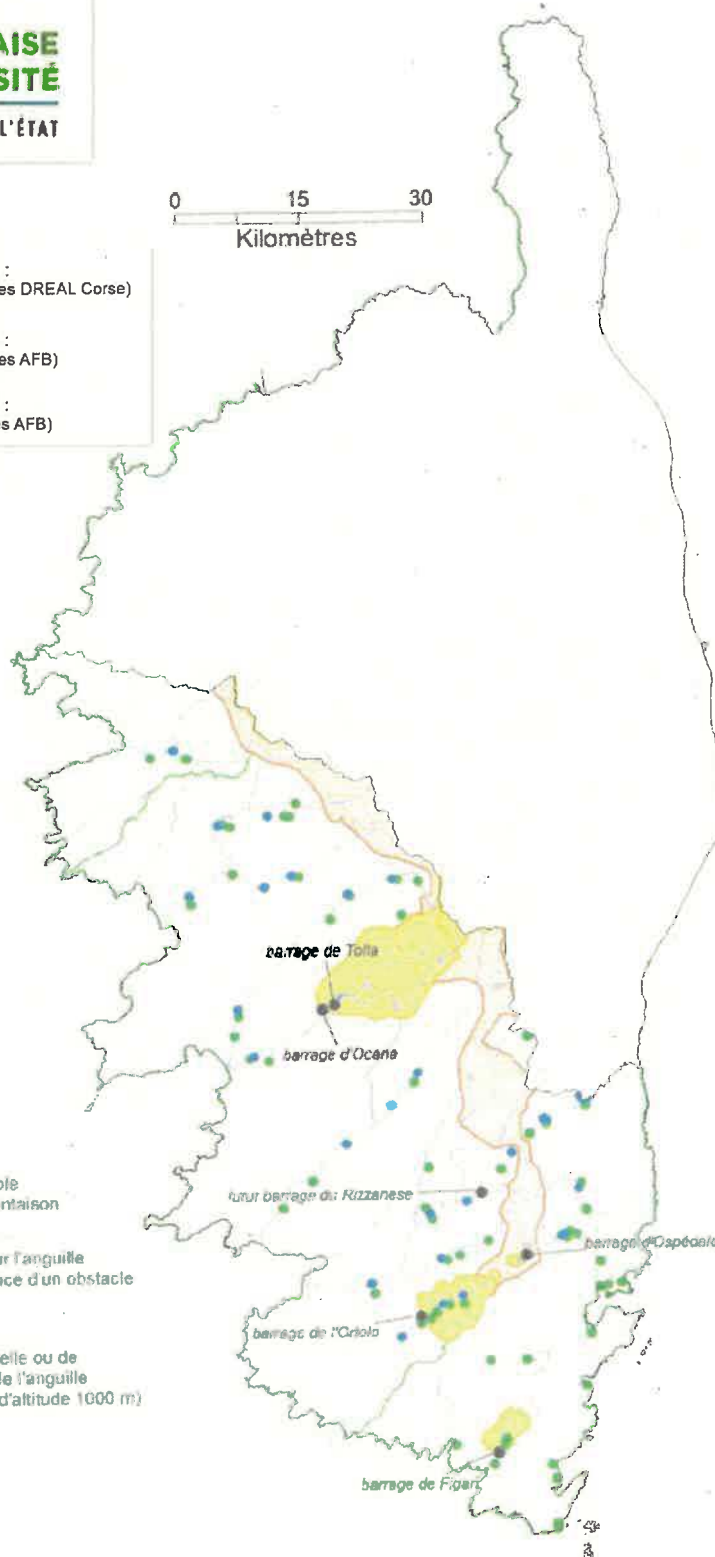 AISE
SITÉ
L'ÉTAT
0 15 30
Kilomètres
:
es DREAL Corse)
:
es AFB)
:
s AFB)
barrage de Tolla
barrage d'Ocana
futur barrage du Rizzanese
barrage d'Ospedale
barrage de l'Ortolo
barrage de Figari
ble
ntaison
ur l'anguille
nce d'un obstacle
elle ou de
de l'anguille
d'altitude 1000 m)